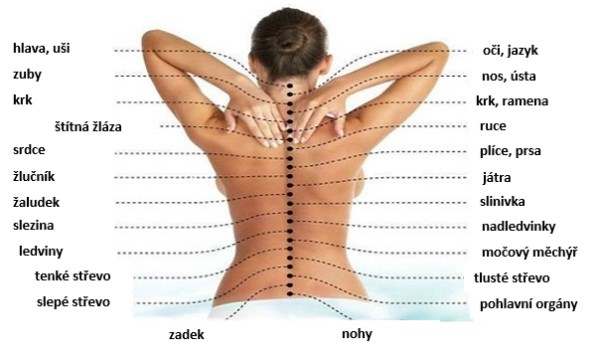 hlava, uši
zuby
krk
štítná žláza
srdce
žlučník
žaludek
slezina
ledviny
tenké střevo
slepé střevo
zadek
oči, jazyk
nos, ústa
krk, ramena
ruce
plíce, prsa
játra
slinivka
nadledvinky
močový měchýř
tlusté střevo
pohlavní orgány
nohy